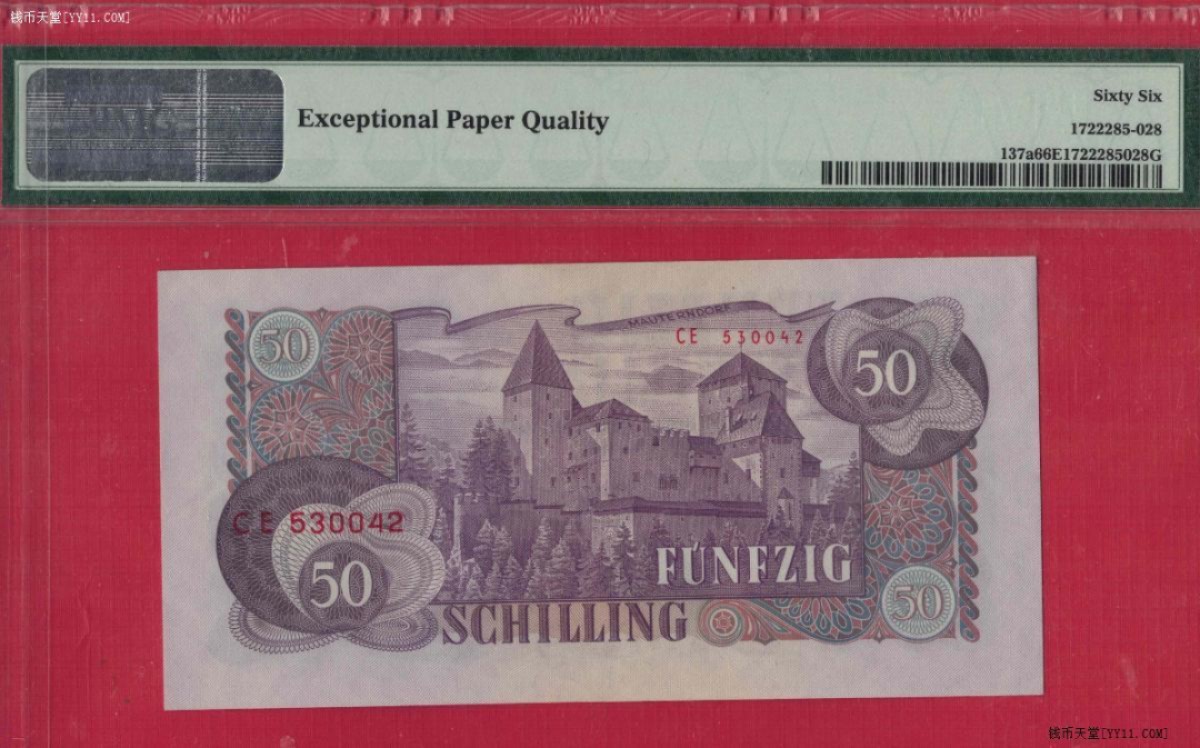 钱币天堂[YY11.COM]
Exceptional Paper Quality
Sixty Six
1722285-028
137a66E1722285028G
MAUTERNDORF
CE 530042
50
50
CE 530042
50
FÜNFZIG
50
SCHILLING
钱币天堂[YY11.COM]